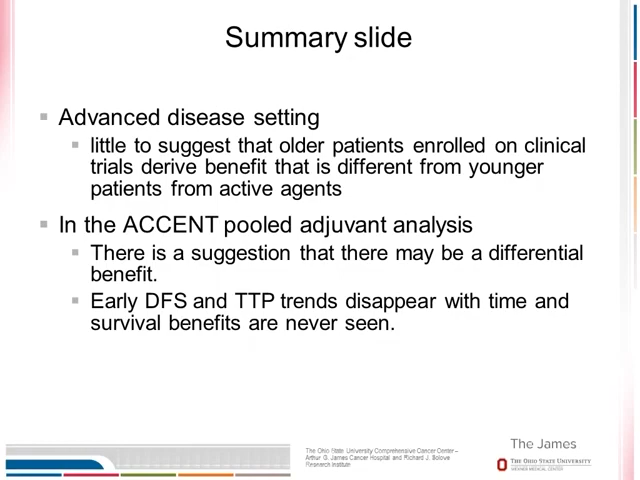 Summary slide
Advanced disease setting
little to suggest that older patients enrolled on clinical
trials derive benefit that is different from younger
patients from active agents
In the ACCENT pooled adjuvant analysis
There is a suggestion that there may be a differential
benefit.
Early DFS and TTP trends disappear with time and
survival benefits are never seen.
The Ohio State University Comprehensive Cancer Center –
Arthur G. James Cancer Hospital and Richard J. Solove
Research Institute
The James
THE OHIO STATE UNIVERSITY
WEXNER MEDICAL CENTER